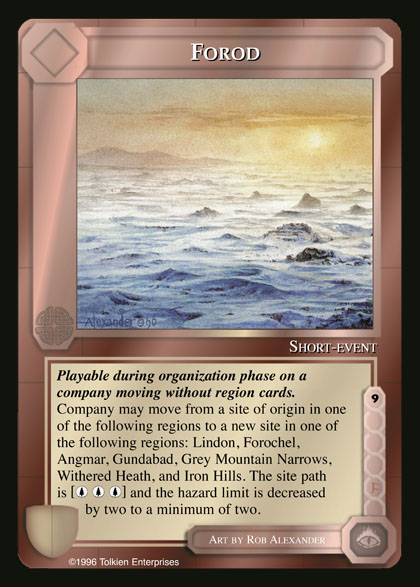 Forod
Alexander ©90
Short-event
Playable during organization phase on a
company moving without region cards.
Company may move from a site of origin in one
of the following regions to a new site in one of
the following regions: Lindon, Forochel,
Angmar, Gundabad, Grey Mountain Narrows,
Withered Heath, and Iron Hills. The site path
is [ ] and the hazard limit is decreased
by two to a minimum of two.
9
Art by Rob Alexander
©1996 Tolkien Enterprises